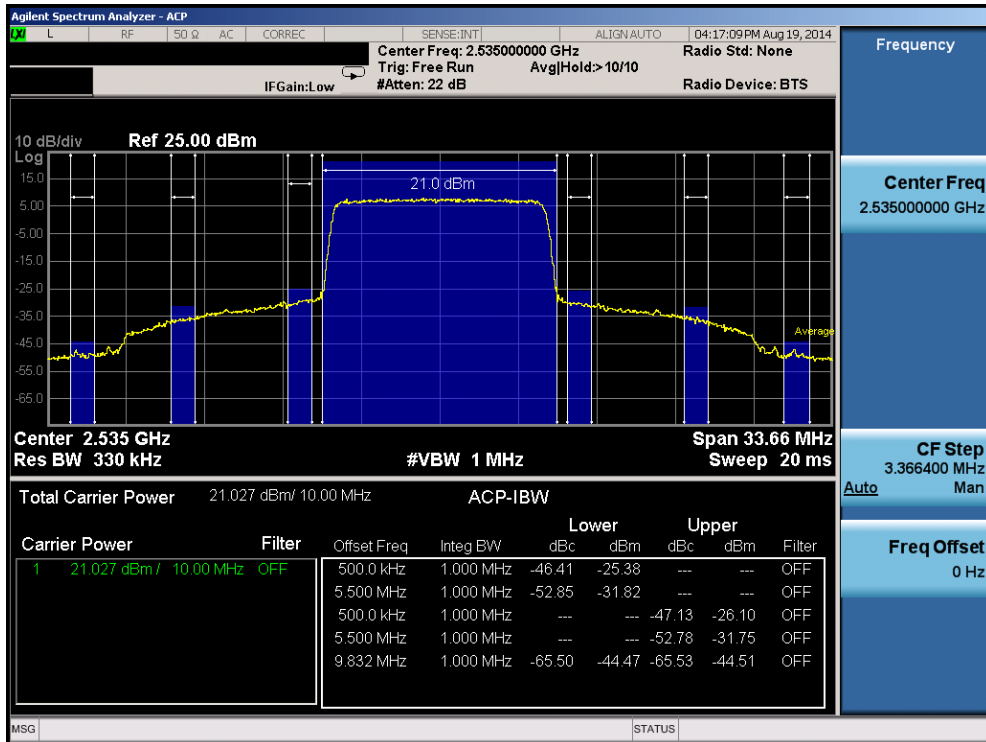 Agilent Spectrum Analyzer - ACP
LXI L RF 50 Ω AC CORREC SENSE:INT ALIGN AUTO 04:17:09 PM Aug 19, 2014
Center Freq: 2.535000000 GHz Radio Std: None
Trig: Free Run Avg|Hold:>10/10
IFGain:Low #Atten: 22 dB Radio Device: BTS
10 dB/div Ref 25.00 dBm
Log
15.0
5.00
-5.00
-15.0
-25.0
-35.0
-45.0
-55.0
-65.0
21.0 dBm
Average
Center 2.535 GHz Span 33.66 MHz
Res BW 330 kHz #VBW 1 MHz Sweep 20 ms
Total Carrier Power 21.027 dBm/ 10.00 MHz ACP-IBW
Lower Upper
Carrier Power Filter Offset Freq Integ BW dBc dBm dBc dBm Filter
1 21.027 dBm / 10.00 MHz OFF 500.0 kHz 1.000 MHz -46.41 -25.38 --- --- OFF
5.500 MHz 1.000 MHz -52.85 -31.82 --- --- OFF
500.0 kHz 1.000 MHz --- --- -47.13 -26.10 OFF
5.500 MHz 1.000 MHz --- --- -52.78 -31.75 OFF
9.832 MHz 1.000 MHz -65.50 -44.47 -65.53 -44.51 OFF
MSG STATUS
Frequency
Center Freq
2.535000000 GHz
CF Step
3.366400 MHz
Auto Man
Freq Offset
0 Hz